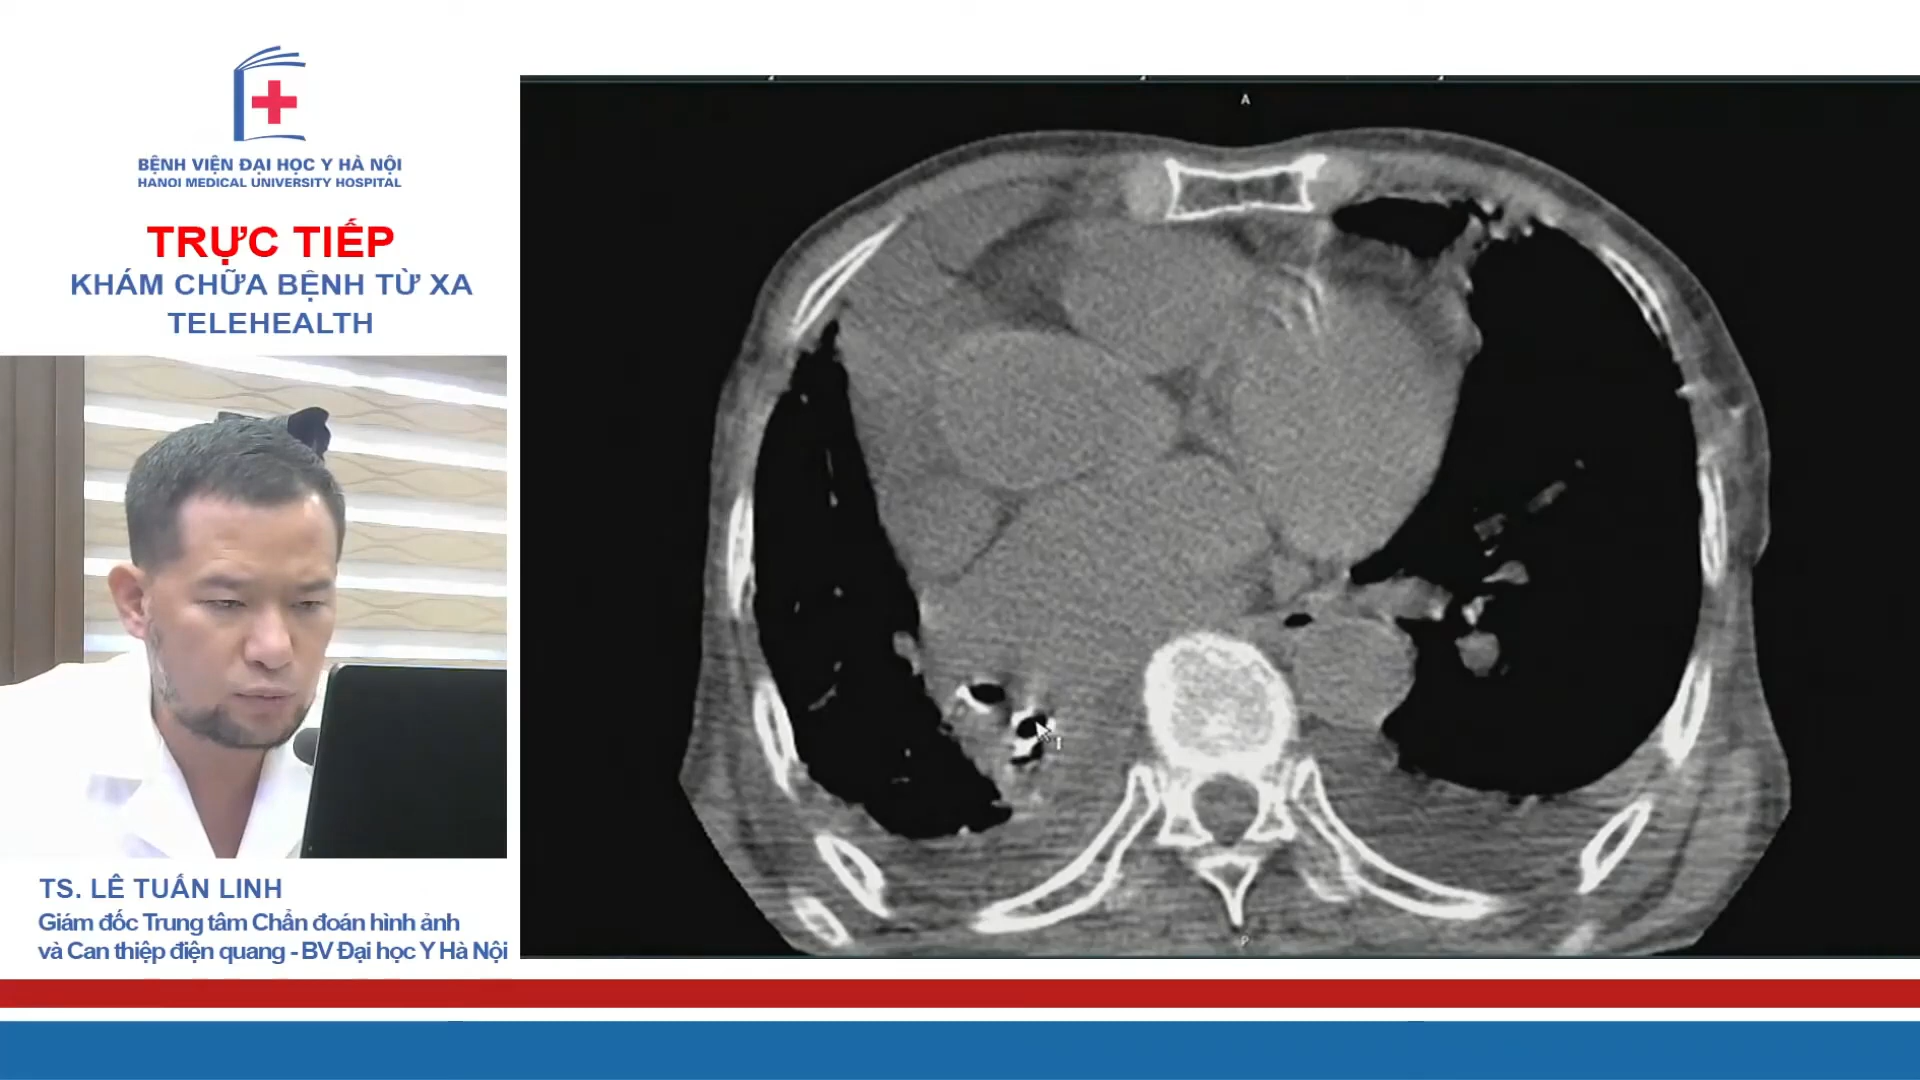 BỆNH VIỆN ĐẠI HỌC Y HÀ NỘI
HANOI MEDICAL UNIVERSITY HOSPITAL
TRỰC TIẾP
KHÁM CHỮA BỆNH TỪ XA
TELEHEALTH
TS. LÊ TUẤN LINH
Giám đốc Trung tâm Chẩn đoán hình ảnh
và Can thiệp điện quang - BV Đại học Y Hà Nội
A
1
P